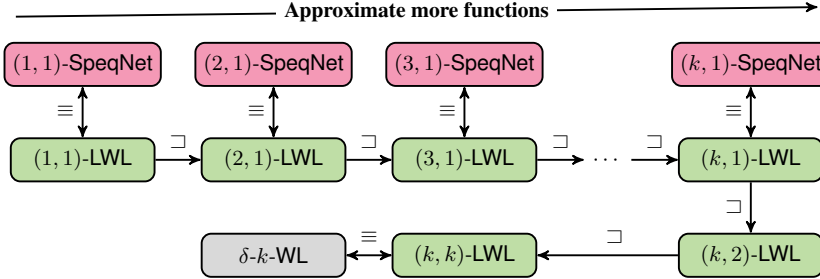 Approximate more functions
(1, 1)-SpeqNet (2, 1)-SpeqNet (3, 1)-SpeqNet (k, 1)-SpeqNet
≡ ≡ ≡ ≡
(1, 1)-LWL ⊐ (2, 1)-LWL ⊐ (3, 1)-LWL ⊐ ··· ⊐ (k, 1)-LWL
⊐
δ-k-WL ≡ (k, k)-LWL ⊐ (k, 2)-LWL